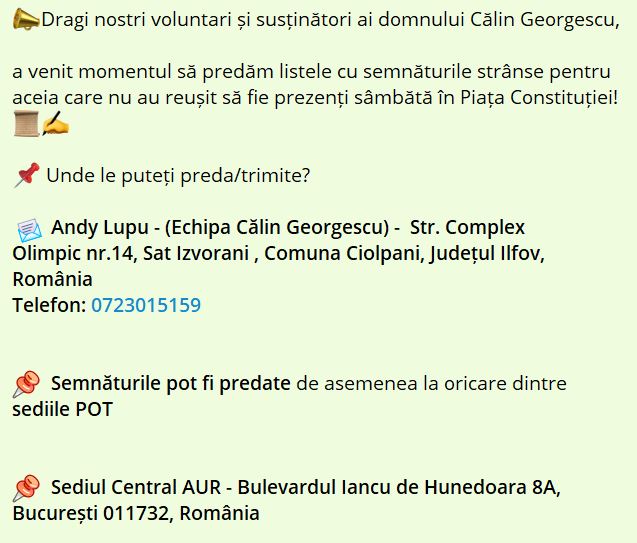 📣Dragi nostri voluntari și susținători ai domnului Călin Georgescu,
a venit momentul să predăm listele cu semnăturile strânse pentru
aceia care nu au reușit să fie prezenți sâmbătă în Piața Constituției!
📜✍️
📌 Unde le puteți preda/trimite?
📨 Andy Lupu - (Echipa Călin Georgescu) - Str. Complex
Olimpic nr.14, Sat Izvorani , Comuna Ciolpani, Județul Ilfov,
România
Telefon: 0723015159
📌 Semnăturile pot fi predate de asemenea la oricare dintre
sediile POT
📌 Sediul Central AUR - Bulevardul Iancu de Hunedoara 8A,
București 011732, România